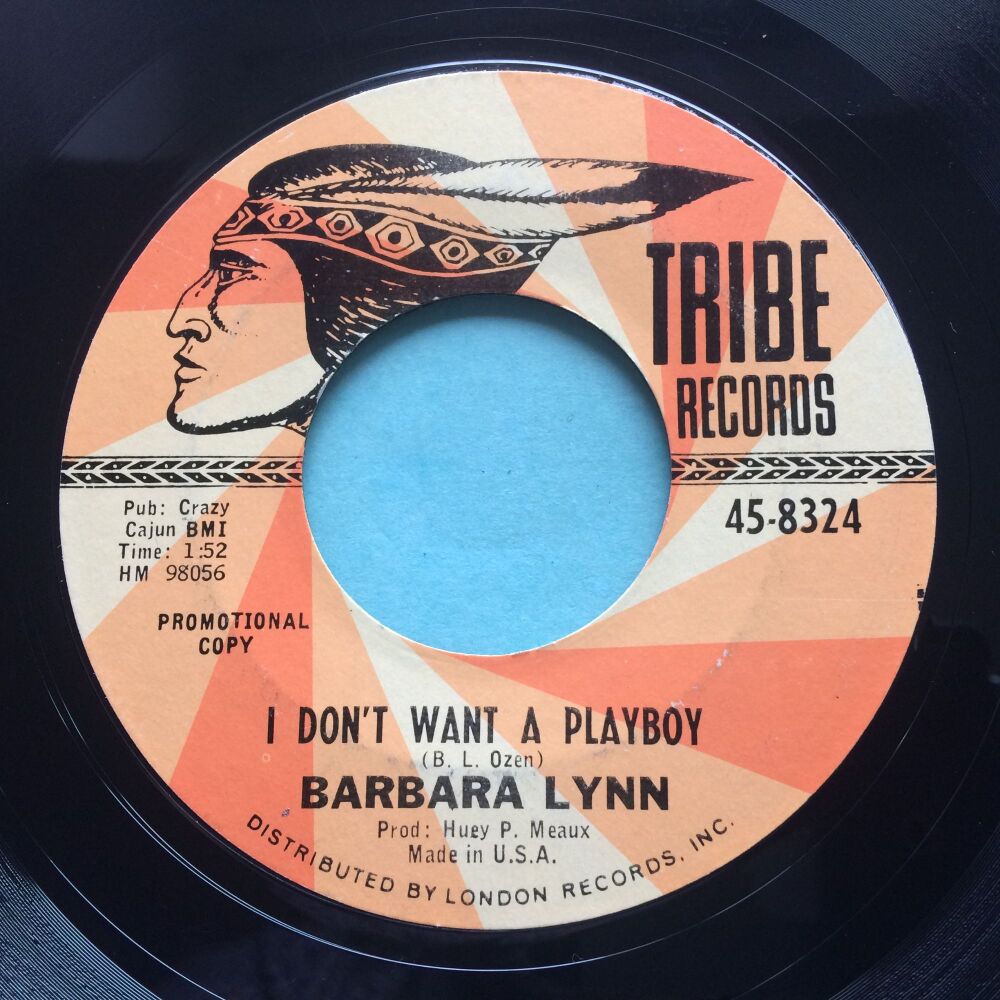 TRIBE
RECORDS
Pub: Crazy
Cajun BMI
Time: 1:52
HM 98056
45-8324
PROMOTIONAL
COPY
I DON'T WANT A PLAYBOY
(B. L. Ozen)
BARBARA LYNN
Prod: Huey P. Meaux
Made in U.S.A.
DISTRIBUTED BY LONDON RECORDS, INC.